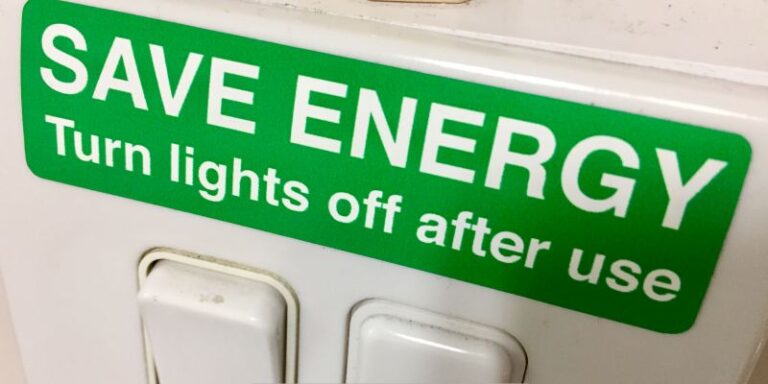 SAVE ENERGY
Turn lights off after use